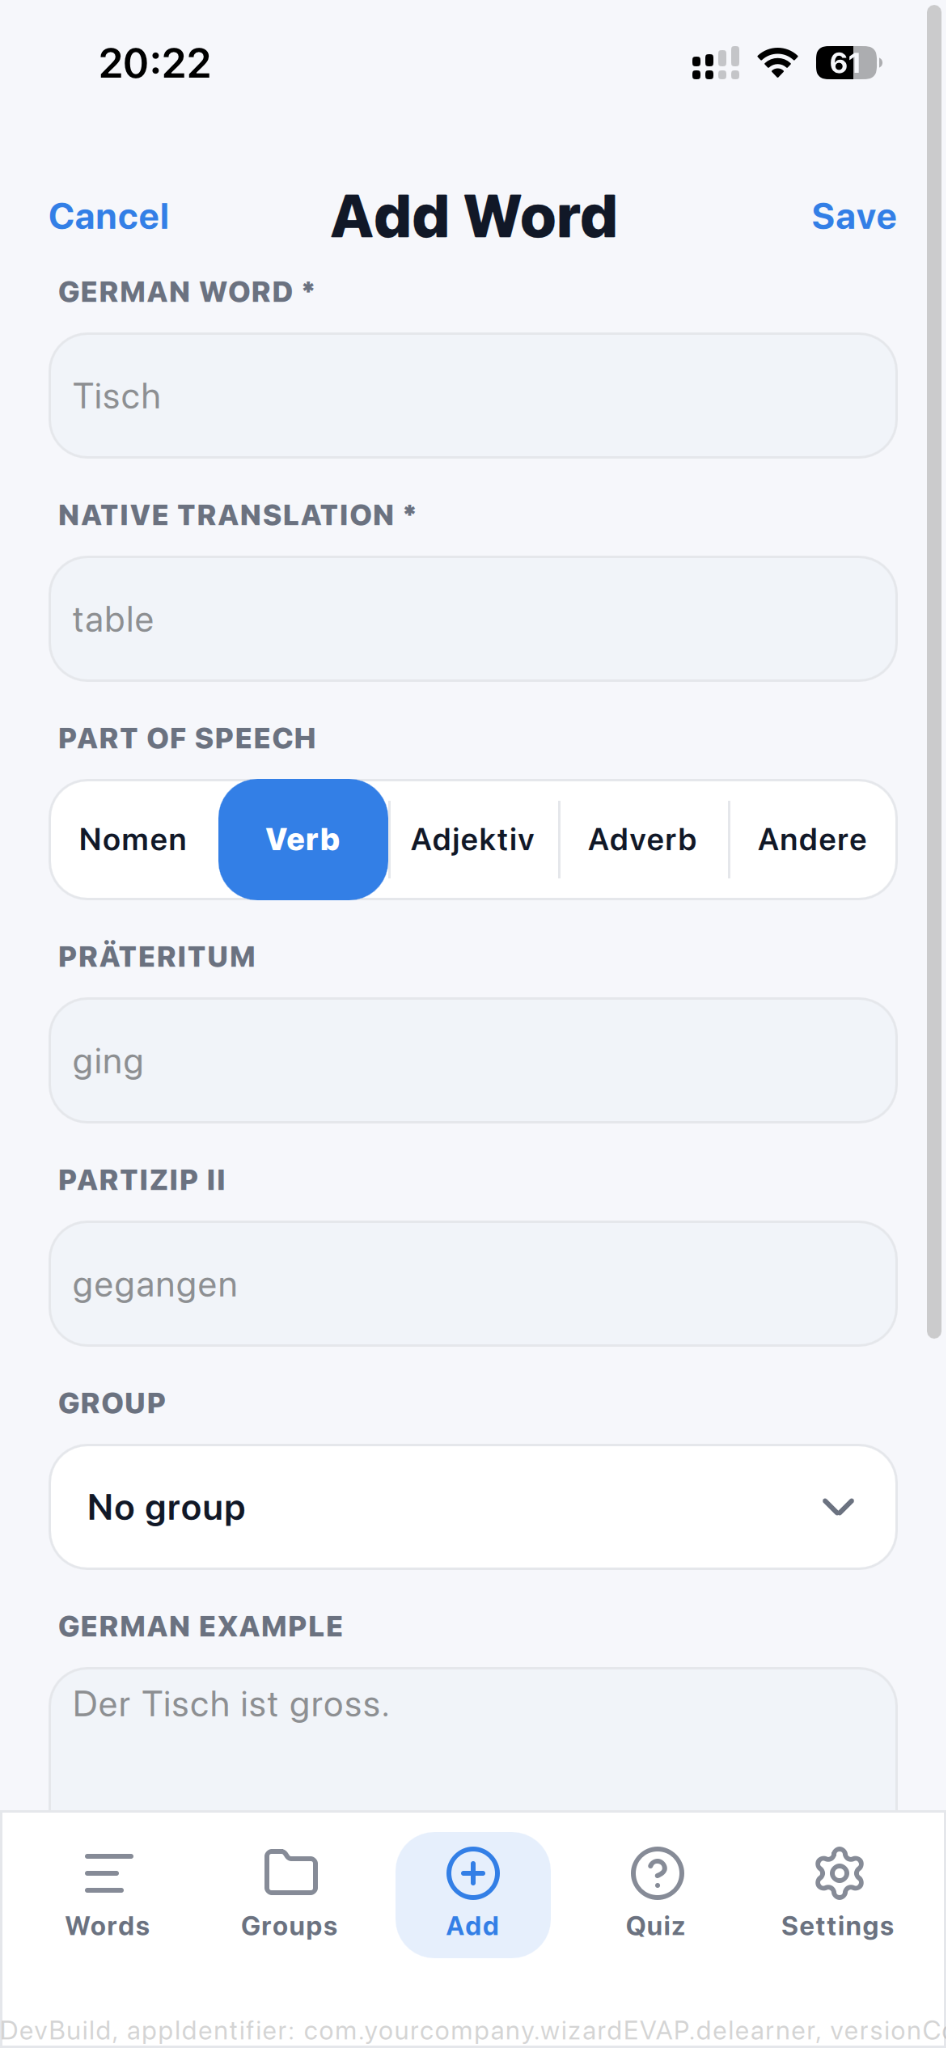 20:22
61
Cancel Add Word Save
GERMAN WORD *
Tisch
NATIVE TRANSLATION *
table
PART OF SPEECH
Nomen Verb Adjektiv Adverb Andere
PRÄTERITUM
ging
PARTIZIP II
gegangen
GROUP
No group
GERMAN EXAMPLE
Der Tisch ist gross.
Words Groups Add Quiz Settings
DevBuild, appIdentifier: com.yourcompany.wizardEVAP.delearner, versionC